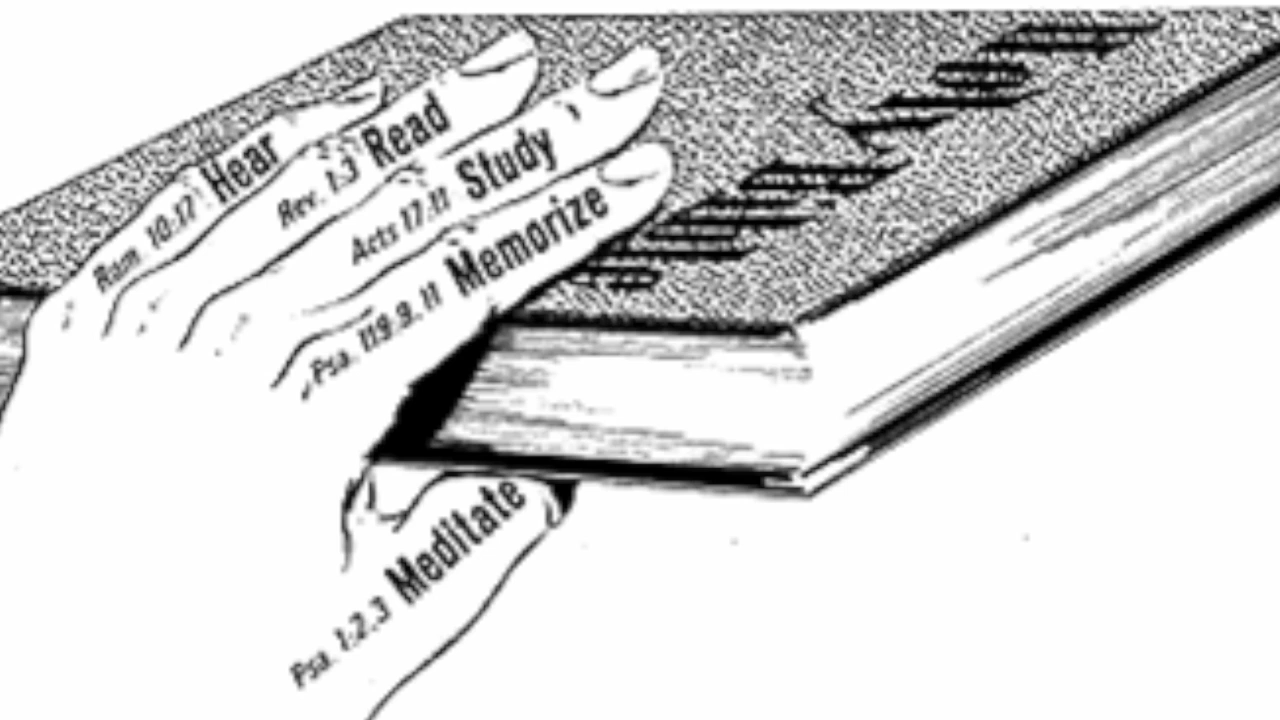 Rom. 10:17 Hear
Rev. 1:3 Read
Acts 17:11 Study
Psa. 119:9, 11 Memorize
Psa. 1:2,3 Meditate